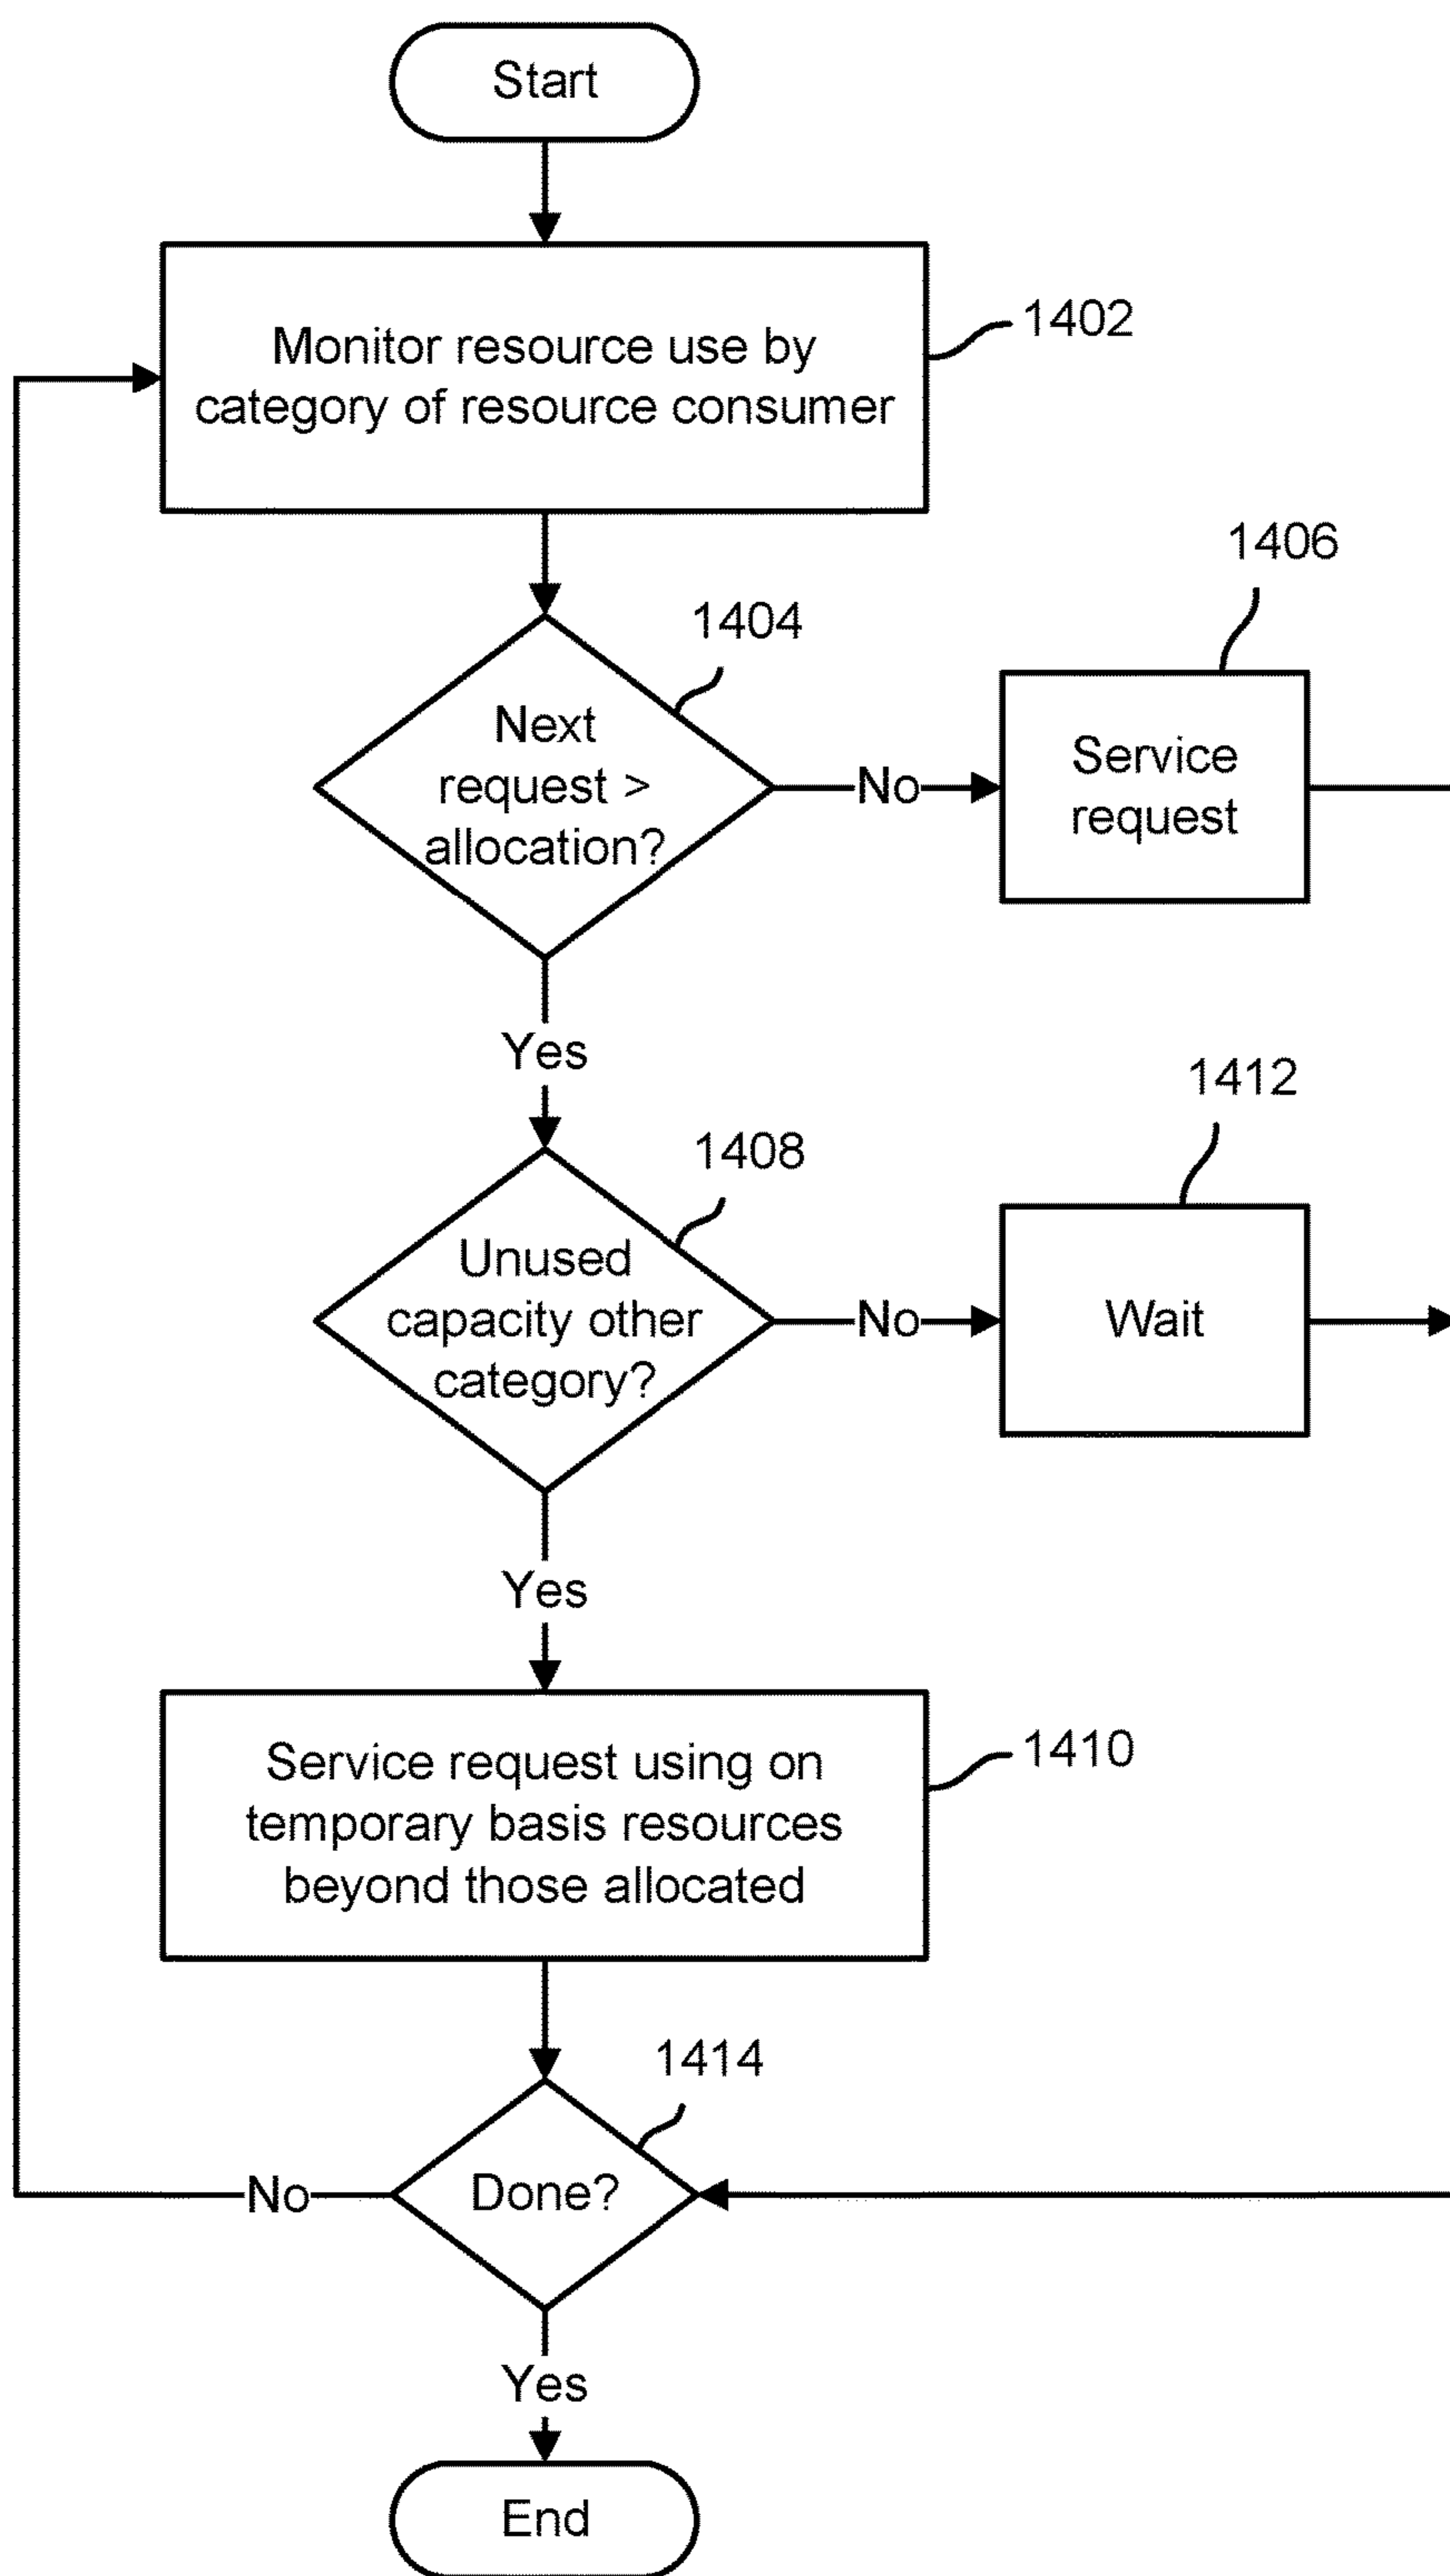 Start
Monitor resource use by
category of resource consumer
1402
1404
Next
request >
allocation?
No
1406
Service
request
Yes
1408
Unused
capacity other
category?
No
1412
Wait
Yes
Service request using on
temporary basis resources
beyond those allocated
1410
1414
Done?
No
Yes
End